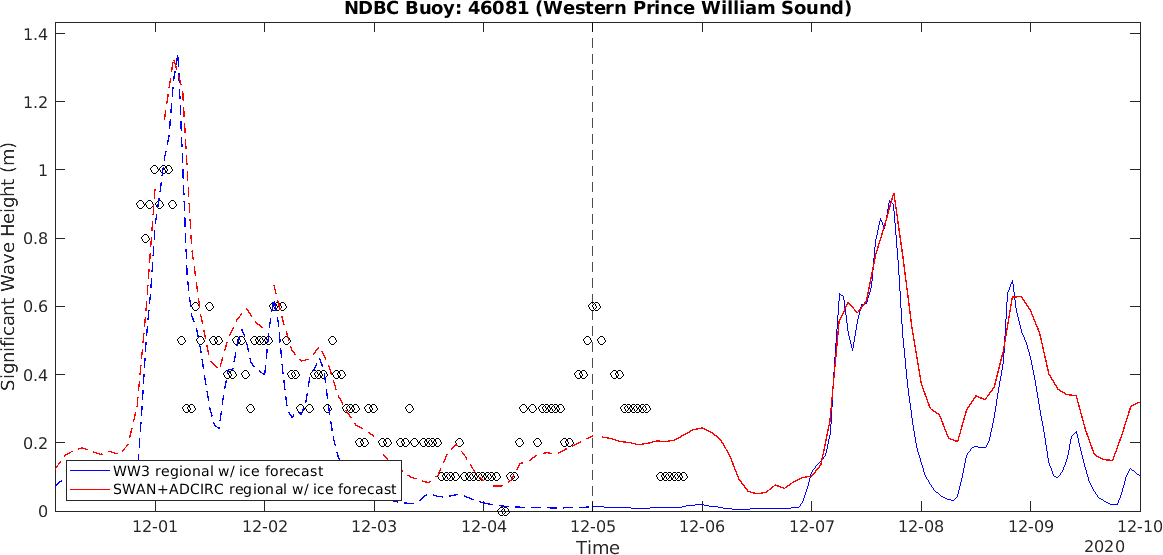 NDBC Buoy: 46081 (Western Prince William Sound)
Significant Wave Height (m)
1.4
1.2
1
0.8
0.6
0.4
0.2
0
WW3 regional w/ ice forecast
SWAN+ADCIRC regional w/ ice forecast
12-01 12-02 12-03 12-04 12-05 12-06 12-07 12-08 12-09 12-10
Time
2020